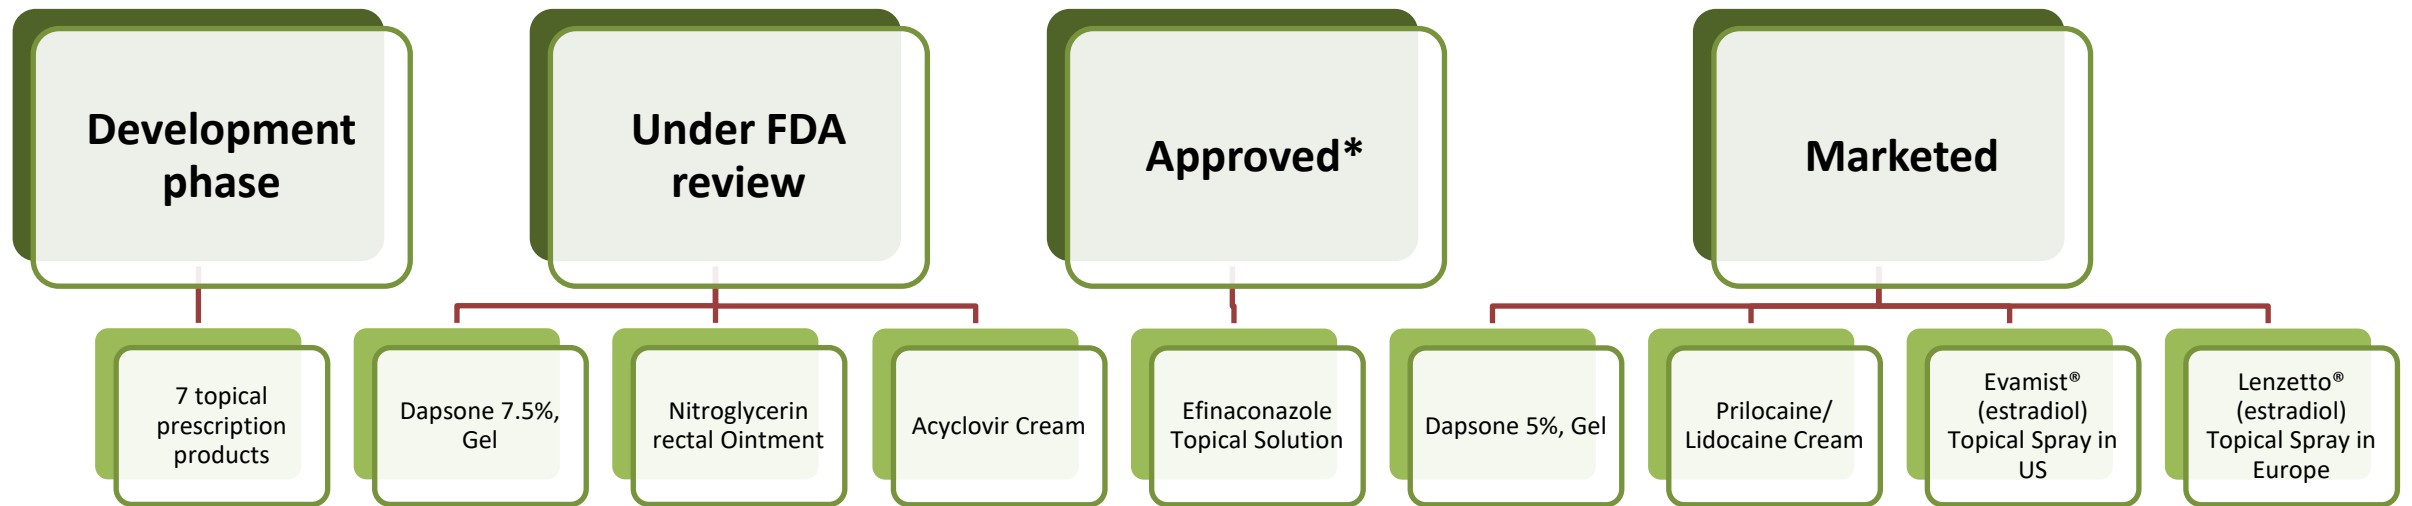 Development
phase
Under FDA
review
Approved*
Marketed
7 topical
prescription
products
Dapsone 7.5%,
Gel
Nitroglycerin
rectal Ointment
Acyclovir Cream
Efinaconazole
Topical Solution
Dapsone 5%, Gel
Prilocaine/
Lidocaine Cream
Evamist®
(estradiol)
Topical Spray in
US
Lenzetto®
(estradiol)
Topical Spray in
Europe